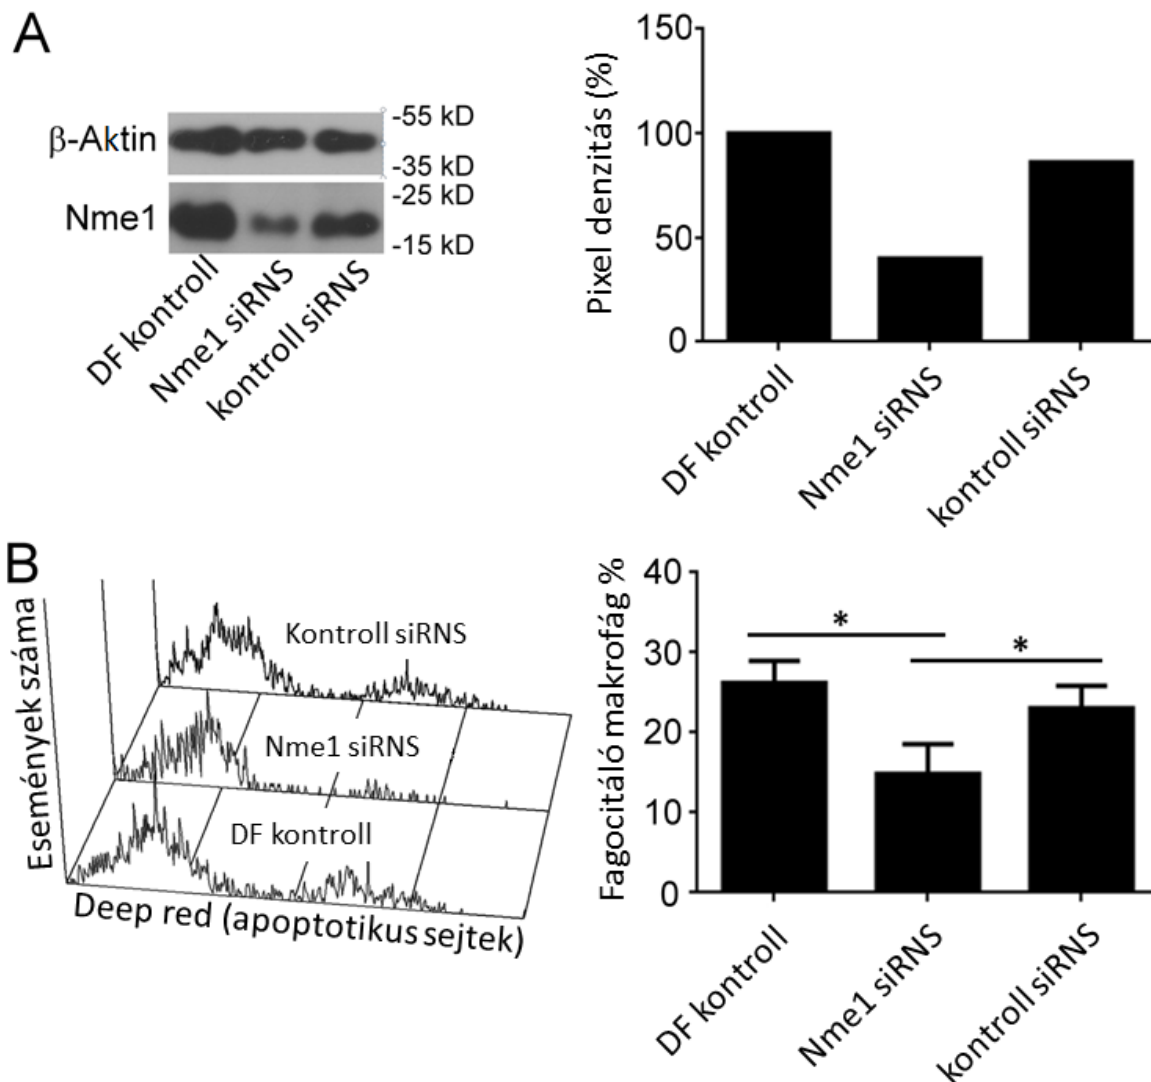 A
β-Aktin
-55 kD
-35 kD
Nme1
-25 kD
-15 kD
DF kontroll
Nme1 siRNS
kontroll siRNS
Pixel denzitás (%)
150
100
50
0
DF kontroll
Nme1 siRNS
kontroll siRNS
B
Események száma
Kontroll siRNS
Nme1 siRNS
DF kontroll
Deep red (apoptotikus sejtek)
Fagocitáló makrofág %
40
30
20
10
0
*
*
DF kontroll
Nme1 siRNS
kontroll siRNS